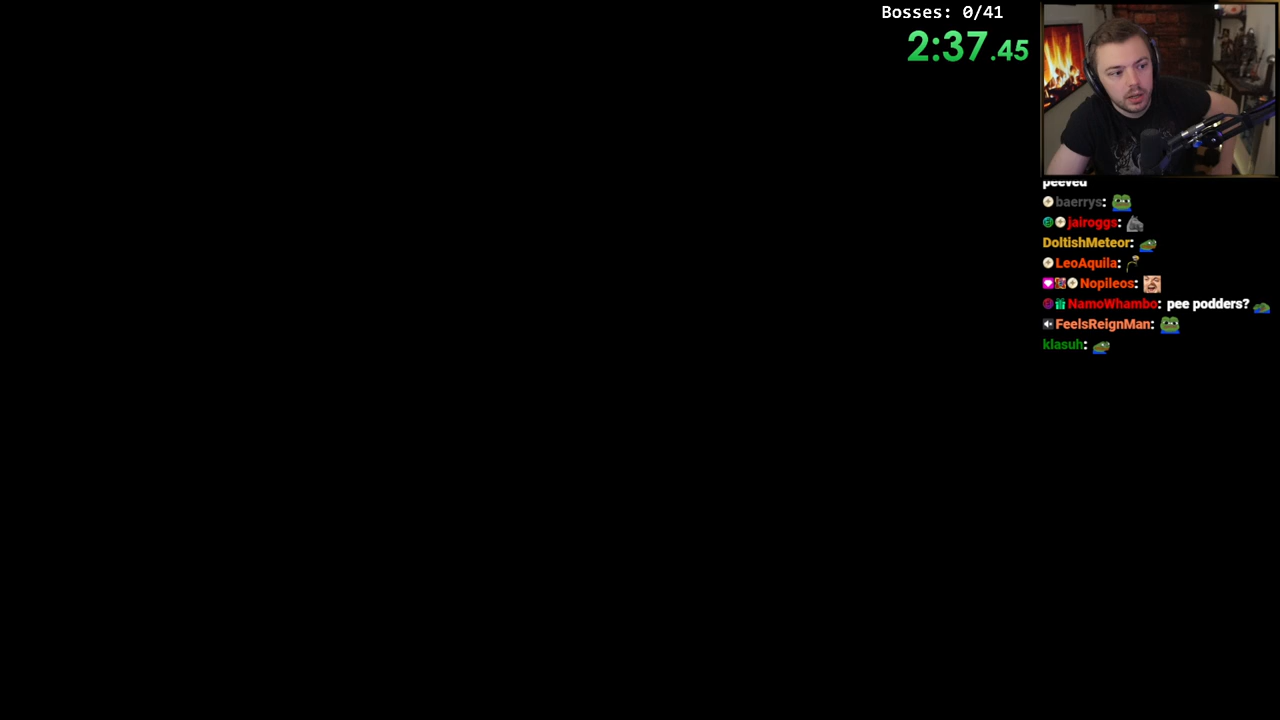 Bosses: 0/41
2:37.45
peeved
baerrys:
jairoggs:
DoltishMeteor:
LeoAquila:
Nopileos:
NamoWhambo: pee podders?
FeelsReignMan:
klasuh: